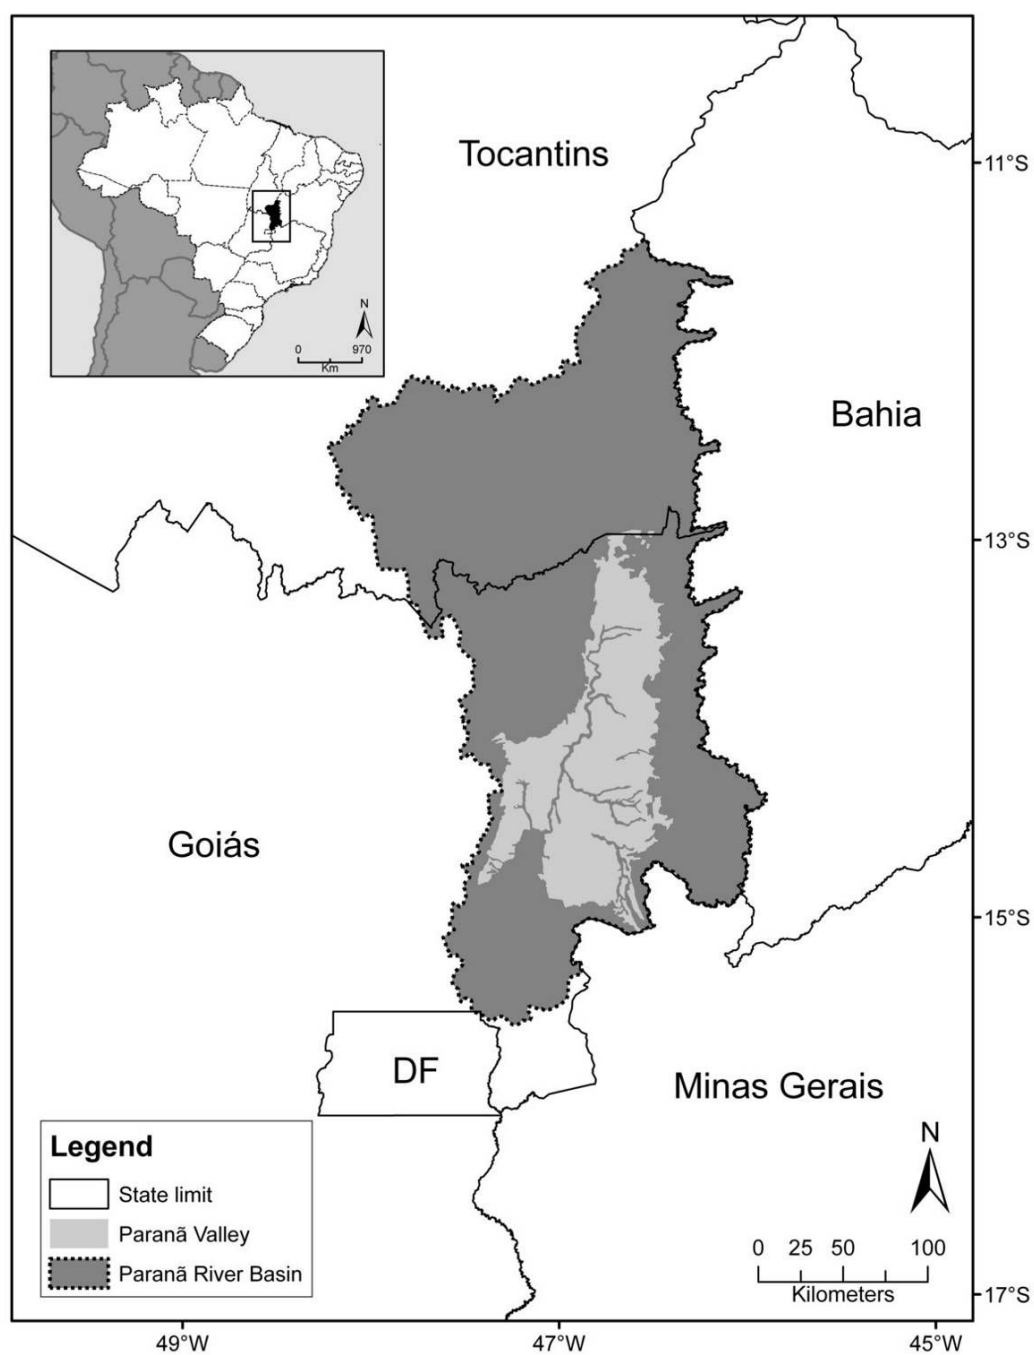 N
0 970
Km
Tocantins
11°S
Bahia
13°S
Goiás
15°S
DF
Minas Gerais
Legend
State limit
Paranã Valley
Paranã River Basin
N
0 25 50 100
Kilometers
17°S
49°W 47°W 45°W